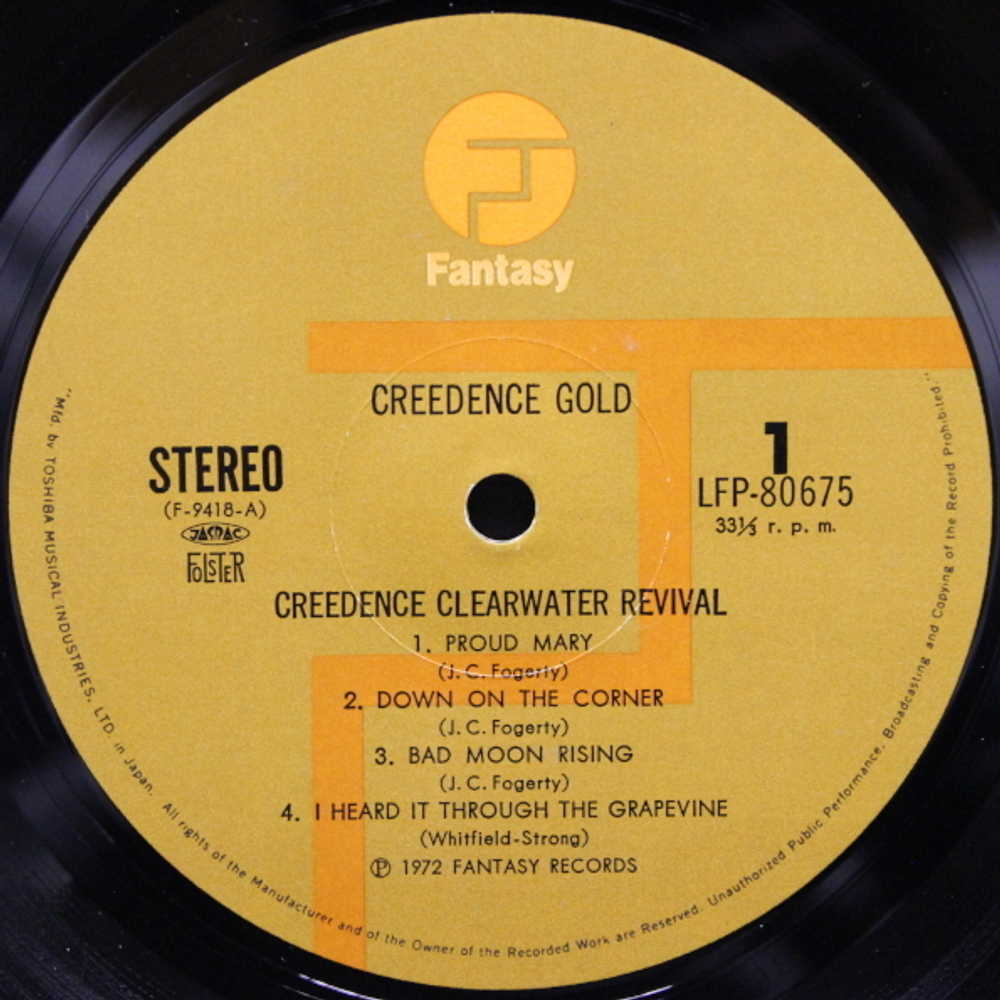 Fantasy
CREEDENCE GOLD
STEREO
(F-9418-A)
JASRAC
FOLSTER
1
LFP-80675
33⅓ r. p. m.
CREEDENCE CLEARWATER REVIVAL
1. PROUD MARY
(J. C. Fogerty)
2. DOWN ON THE CORNER
(J. C. Fogerty)
3. BAD MOON RISING
(J. C. Fogerty)
4. I HEARD IT THROUGH THE GRAPEVINE
(Whitfield-Strong)
Ⓟ 1972 FANTASY RECORDS
"Mfd. by TOSHIBA MUSICAL INDUSTRIES, LTD. in Japan. All rights of the Manufacturer and of the Owner of the Recorded Work are Reserved. Unauthorized Public Performance, Broadcasting and Copying of the Record Prohibited."